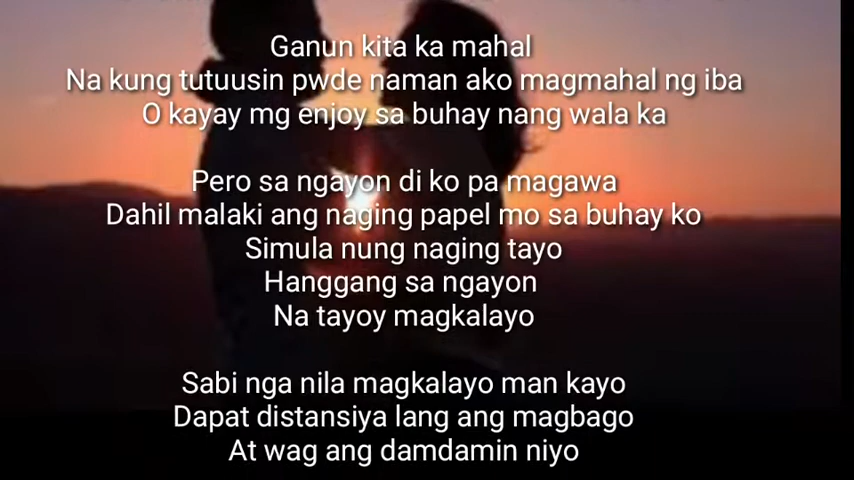 Ganun kita ka mahal
Na kung tutuusin pwde naman ako magmahal ng iba
O kayay mg enjoy sa buhay nang wala ka
Pero sa ngayon di ko pa magawa
Dahil malaki ang naging papel mo sa buhay ko
Simula nung naging tayo
Hanggang sa ngayon
Na tayoy magkalayo
Sabi nga nila magkalayo man kayo
Dapat distansiya lang ang magbago
At wag ang damdamin niyo